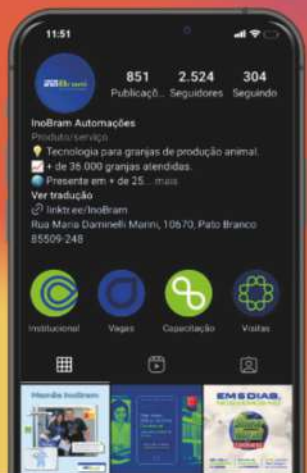 11:51
InoBram
851 2.524 304
Publicaçõ... Seguidores Seguindo
InoBram Automações
Produto/serviço
Tecnologia para granjas de produção animal.
+ de 36.000 granjas atendidas.
Presente em + de 25... mais
Ver tradução
linktr.ee/InoBram
Rua Maria Daminelli Marini, 10670, Pato Branco
85509-248
Institucional Vagas Capacitação Visitas
Mamãe InoBram
EM 6 DIAS,